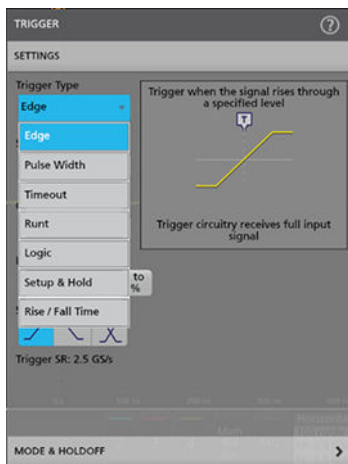 TRIGGER
?
SETTINGS
Trigger Type
Edge
Edge
Pulse Width
Timeout
Runt
Logic
Setup & Hold
Rise / Fall Time
Trigger when the signal rises through
a specified level
T
Trigger circuitry receives full input
signal
to
%
Trigger SR: 2.5 GS/s
MODE & HOLDOFF